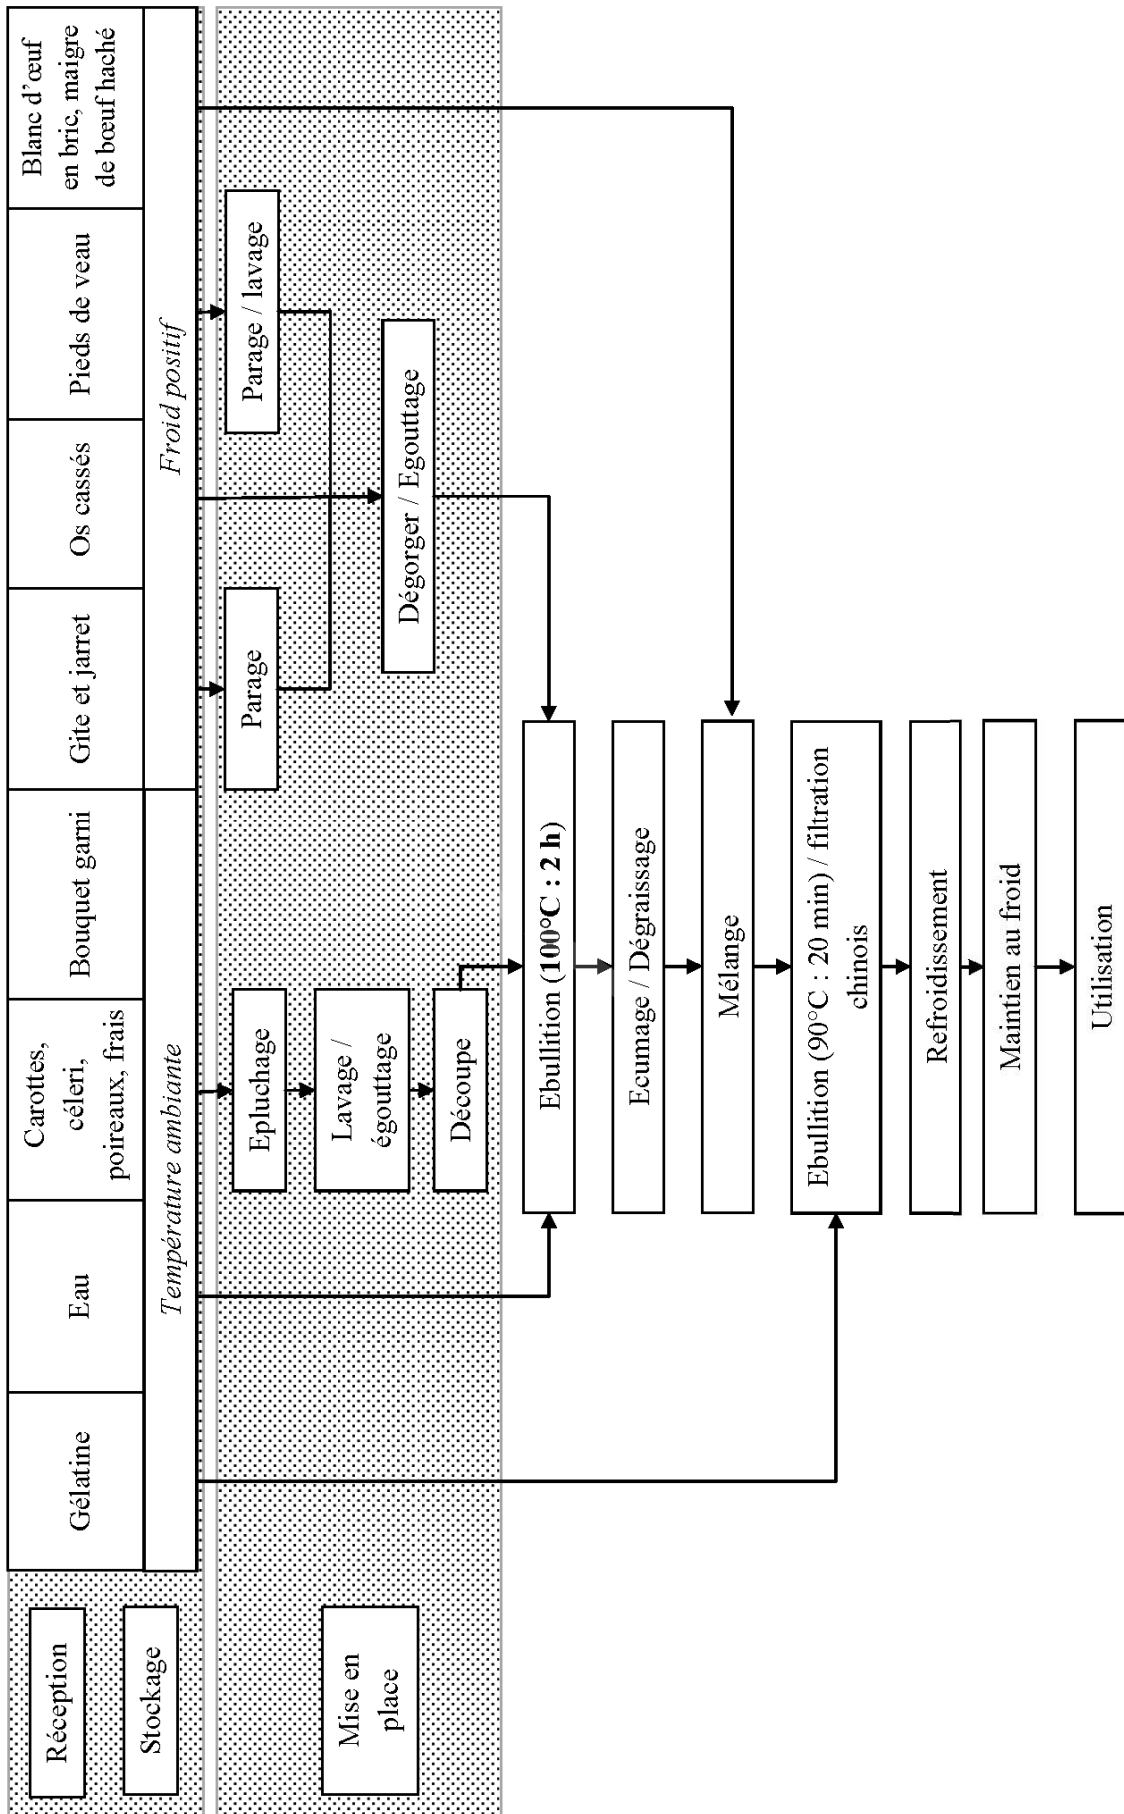 Réception
Gélatine
Eau
Carottes,
céleri,
poireaux, frais
Bouquet garni
Gite et jarret
Os cassés
Pieds de veau
Blanc d'œuf
en bric, maigre
de bœuf haché
Stockage
Température ambiante
Froid positif
Mise en
place
Epluchage
Parage
Parage / lavage
Lavage /
égouttage
Dégorger / Egouttage
Découpe
Ebullition (100°C : 2 h)
Ecumage / Dégraissage
Mélange
Ebullition (90°C : 20 min) / filtration
chinois
Refroidissement
Maintien au froid
Utilisation